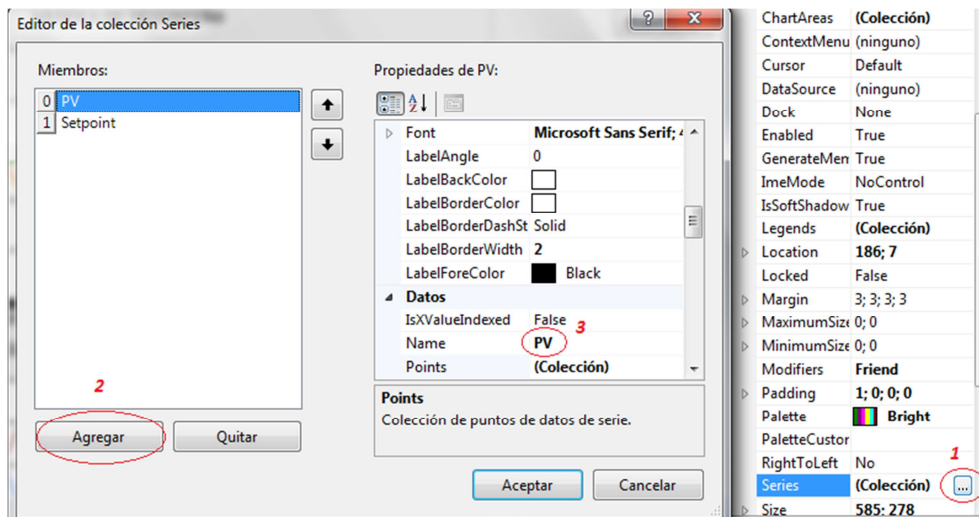 Editor de la colección Series
?
X
Miembros:
0 PV
1 Setpoint
2
Agregar
Quitar
Propiedades de PV:
A Z
Font Microsoft Sans Serif; 4
LabelAngle 0
LabelBackColor
LabelBorderColor
LabelBorderDashSt Solid
LabelBorderWidth 2
LabelForeColor Black
Datos
IsXValueIndexed False
3
Name PV
Points (Colección)
Points
Colección de puntos de datos de serie.
Aceptar
Cancelar
ChartAreas (Colección)
ContextMenu (ninguno)
Cursor Default
DataSource (ninguno)
Dock None
Enabled True
GenerateMem True
ImeMode NoControl
IsSoftShadow True
Legends (Colección)
Location 186; 7
Locked False
Margin 3; 3; 3; 3
MaximumSize 0; 0
MinimumSize 0; 0
Modifiers Friend
Padding 1; 0; 0; 0
Palette Bright
PaletteCustor
1
RightToLeft No
Series (Colección) ...
Size 585; 278